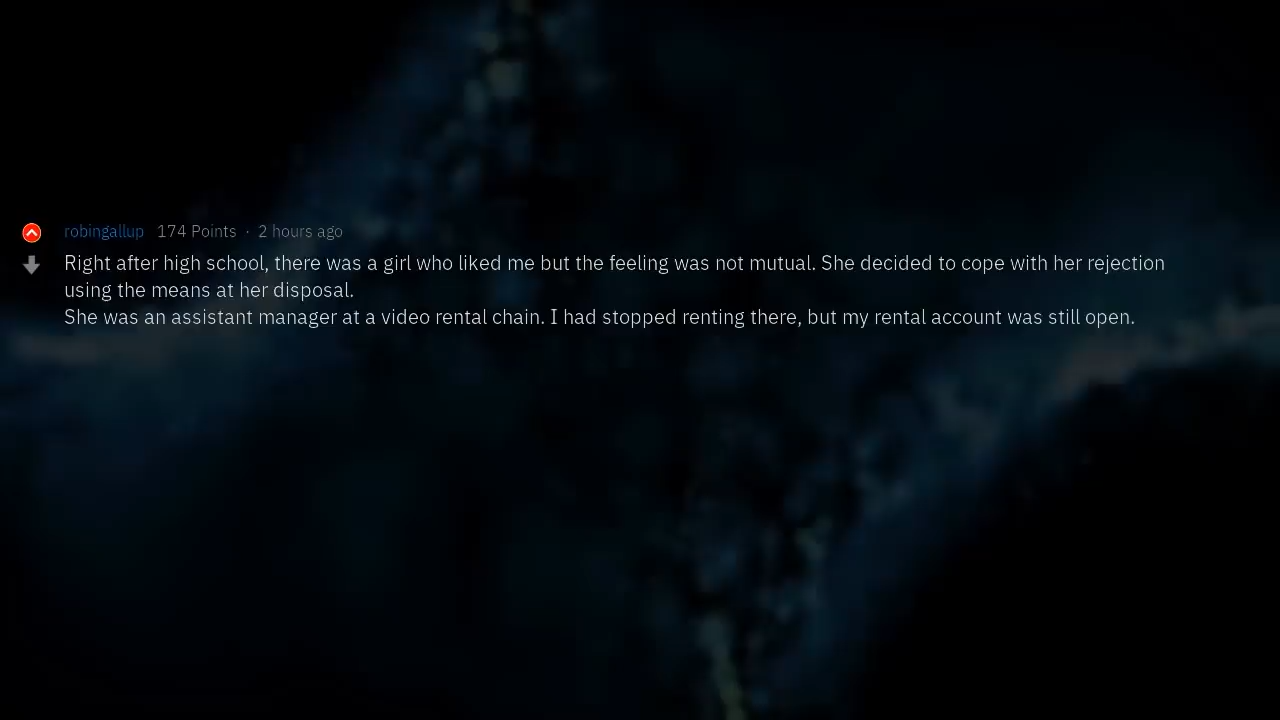 robingallup 174 Points · 2 hours ago
Right after high school, there was a girl who liked me but the feeling was not mutual. She decided to cope with her rejection
using the means at her disposal.
She was an assistant manager at a video rental chain. I had stopped renting there, but my rental account was still open.